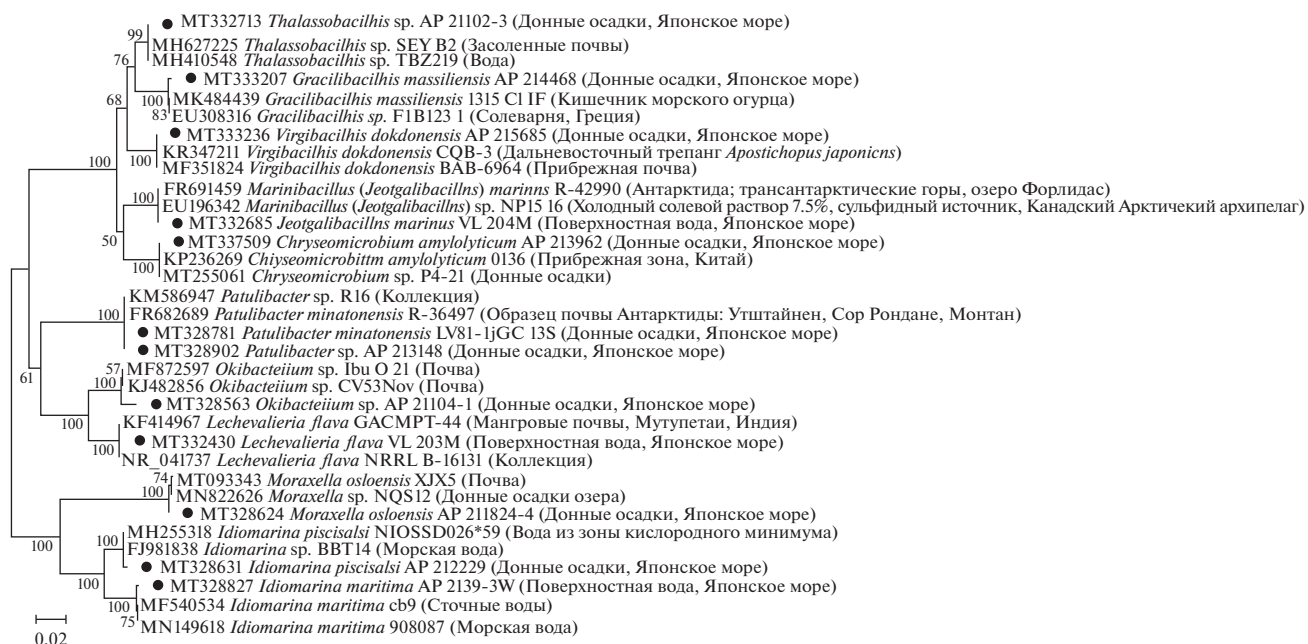 MT332713 Thalassobacilhis sp. AP 21102-3 (Донные осадки, Японское море)
99
MH627225 Thalassobacilhis sp. SEY B2 (Засоленные почвы)
76
MH410548 Thalassobacilhis sp. TBZ219 (Вода)
MT333207 Gracilibacilhis massiliensis AP 214468 (Донные осадки, Японское море)
68
100
MK484439 Gracilibacilhis massiliensis 1315 Cl IF (Кишечник морского огурца)
83
EU308316 Gracilibacilhis sp. F1B123 1 (Солеварня, Греция)
MT333236 Virgibacilhis dokdonensis AP 215685 (Донные осадки, Японское море)
KR347211 Virgibacilhis dokdonensis CQB-3 (Дальневосточный трепанг Apostichopus japonicns)
100
100
MF351824 Virgibacilhis dokdonensis BAB-6964 (Прибрежная почва)
FR691459 Marinibacillus (Jeotgalibacillns) marinns R-42990 (Антарктида; трансантарктические горы, озеро Форлидас)
EU196342 Marinibacillus (Jeotgalibacillns) sp. NP15 16 (Холодный солевой раствор 7.5%, сульфидный источник, Канадский Арктичекий архипелаг)
100
MT332685 Jeotgacillns marinus VL 204M (Поверхностная вода, Японское море)
50
MT337509 Chryseomicrobium amylolyticum AP 213962 (Донные осадки, Японское море)
KP236269 Chiyseomicrobittm amylolyticum 0136 (Прибрежная зона, Китай)
100
MT255061 Chryseomicrobium sp. P4-21 (Донные осадки)
KM586947 Patulibacter sp. R16 (Коллекция)
100
FR682689 Patulibacter minatonensis R-36497 (Образец почвы Антарктиды: Утштайнен, Сор Рондане, Монтан)
MT328781 Patulibacter minatonensis LV81-1jGC 13S (Донные осадки, Японское море)
MT328902 Patulibacter sp. AP 213148 (Донные осадки, Японское море)
61
57
MF872597 Okibacteiium sp. Ibu O 21 (Почва)
100
KJ482856 Okibacteiium sp. CV53Nov (Почва)
MT328563 Okibacteiium sp. AP 21104-1 (Донные осадки, Японское море)
100
KF414967 Lechevalieria flava GACMPT-44 (Мангровые почвы, Мутупетаи, Индия)
MT332430 Lechevalieria flava VL 203M (Поверхностная вода, Японское море)
100
NR_041737 Lechevalieria flava NRRL B-16131 (Коллекция)
74
MT093343 Moraxella osloensis XJX5 (Почва)
100
MN822626 Moraxella sp. NQS12 (Донные осадки озера)
MT328624 Moraxella osloensis AP 211824-4 (Донные осадки, Японское море)
MH255318 Idiomarina piscisalsi NIOSSD026*59 (Вода из зоны кислородного минимума)
100
FJ981838 Idiomarina sp. BBT14 (Морская вода)
100
MT328631 Idiomarina piscisalsi AP 212229 (Донные осадки, Японское море)
100
MT328827 Idiomarina maritima AP 2139-3W (Поверхностная вода, Японское море)
100
MF540534 Idiomarina maritima cb9 (Сточные воды)
75
MN149618 Idiomarina maritima 908087 (Морская вода)
0.02